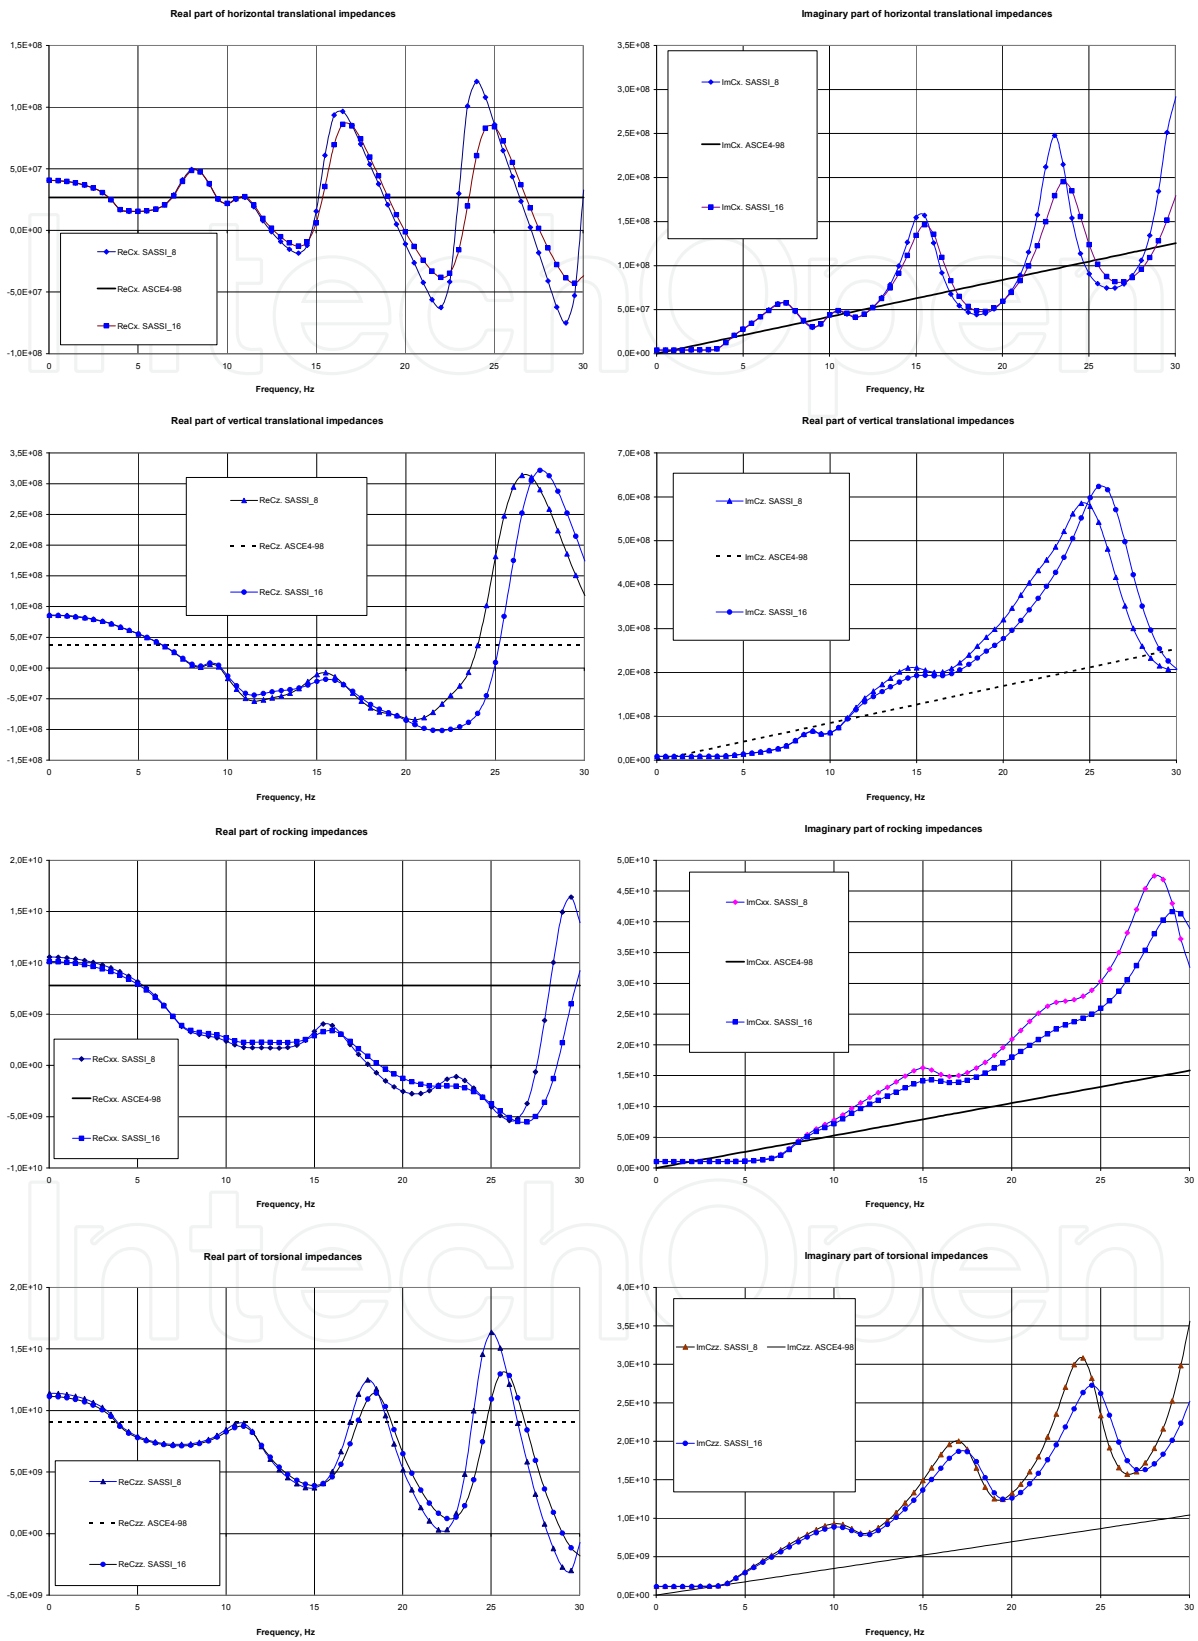 Real part of horizontal translational impedances
1,5E+08
1,0E+08
5,0E+07
0,0E+00
-5,0E+07
-1,0E+08
0 5 10 15 20 25 30
ReCx. SASSI_8
ReCx. ASCE4-98
ReCx. SASSI_16
Frequency, Hz
Imaginary part of horizontal translational impedances
3,5E+08
3,0E+08
2,5E+08
2,0E+08
1,5E+08
1,0E+08
5,0E+07
0,0E+00
0 5 10 15 20 25 30
ImCx. SASSI_8
ImCx. ASCE4-98
ImCx. SASSI_16
Frequency, Hz
Real part of vertical translational impedances
3,5E+08
3,0E+08
2,5E+08
2,0E+08
1,5E+08
1,0E+08
5,0E+07
0,0E+00
-5,0E+07
-1,0E+08
-1,5E+08
0 5 10 15 20 25 30
ReCz. SASSI_8
ReCz. ASCE4-98
ReCz. SASSI_16
Frequency, Hz
Real part of vertical translational impedances
7,0E+08
6,0E+08
5,0E+08
4,0E+08
3,0E+08
2,0E+08
1,0E+08
0,0E+00
0 5 10 15 20 25 30
ImCz. SASSI_8
ImCz. ASCE4-98
ImCz. SASSI_16
Frequency, Hz
Real part of rocking impedances
2,0E+10
1,5E+10
1,0E+10
5,0E+09
0,0E+00
-5,0E+09
-1,0E+10
0 5 10 15 20 25 30
ReCxx. SASSI_8
ReCxx. ASCE4-98
ReCxx. SASSI_16
Frequency, Hz
Imaginary part of rocking impedances
5,0E+10
4,5E+10
4,0E+10
3,5E+10
3,0E+10
2,5E+10
2,0E+10
1,5E+10
1,0E+10
5,0E+09
0,0E+00
0 5 10 15 20 25 30
ImCxx. SASSI_8
ImCxx. ASCE4-98
ImCxx. SASSI_16
Frequency, Hz
Real part of torsional impedances
2,0E+10
1,5E+10
1,0E+10
5,0E+09
0,0E+00
-5,0E+09
0 5 10 15 20 25 30
ReCzz. SASSI_8
ReCzz. ASCE4-98
ReCzz. SASSI_16
Frequency, Hz
Imaginary part of torsional impedances
4,0E+10
3,5E+10
3,0E+10
2,5E+10
2,0E+10
1,5E+10
1,0E+10
5,0E+09
0,0E+00
0 5 10 15 20 25 30
ImCzz. SASSI_8 ImCzz. ASCE4-98
ImCzz. SASSI_16
Frequency, Hz
IntechOpen
IntechOpen